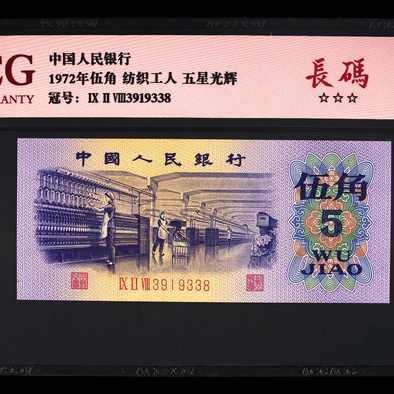 CG
RANTY
中国人民银行
1972年伍角 纺织工人 五星光辉
冠号：Ⅸ Ⅱ Ⅷ3919338
長碼
☆☆☆
中國人民銀行
伍角
5
WU
JIAO
Ⅸ Ⅱ Ⅷ 3919338